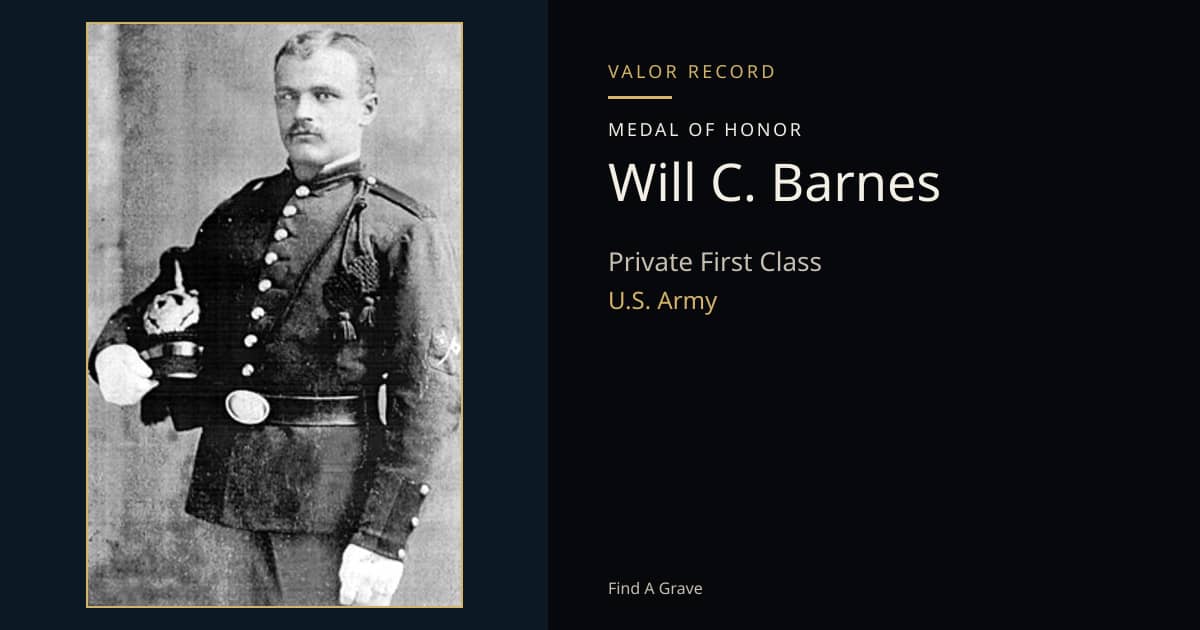 VALOR RECORD
MEDAL OF HONOR
Will C. Barnes
Private First Class
U.S. Army
Find A Grave